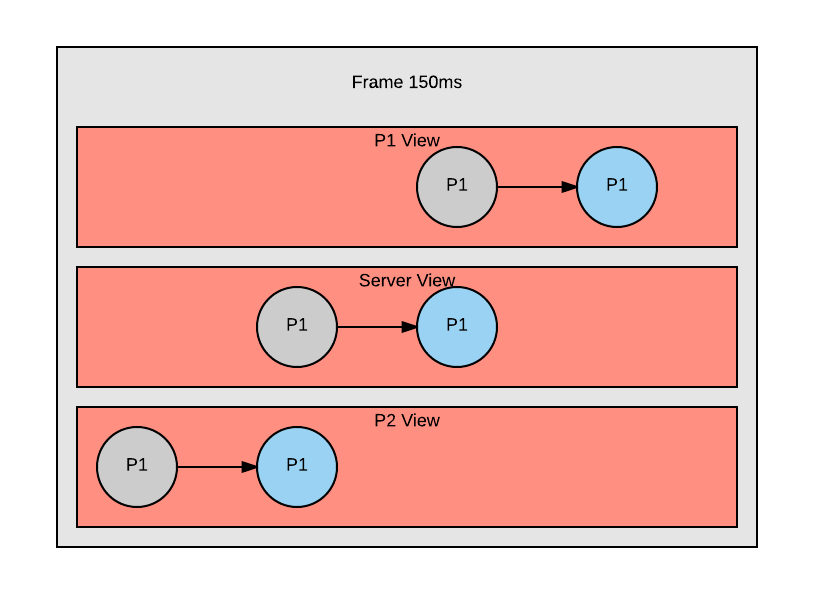 Frame 150ms
P1 View
P1 P1
Server View
P1 P1
P2 View
P1 P1